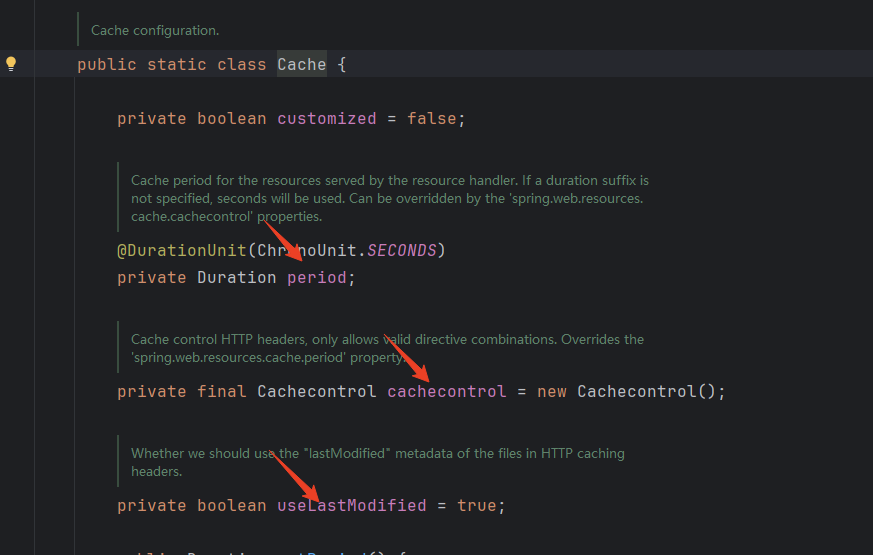 Cache configuration.
public static class Cache {
private boolean customized = false;
Cache period for the resources served by the resource handler. If a duration suffix is
not specified, seconds will be used. Can be overridden by the 'spring.web.resources.
cache.cachecontrol' properties.
@DurationUnit(ChronoUnit.SECONDS)
private Duration period;
Cache control HTTP headers, only allows valid directive combinations. Overrides the
'spring.web.resources.cache.period' property.
private final Cachecontrol cachecontrol = new Cachecontrol();
Whether we should use the "lastModified" metadata of the files in HTTP caching
headers.
private boolean useLastModified = true;